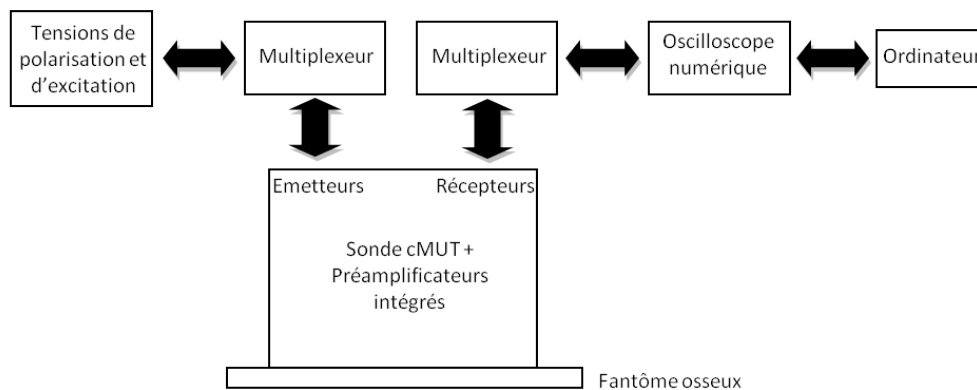 Tensions de
polarisation et
d'excitation
Multiplexeur
Multiplexeur
Oscilloscope
numérique
Ordinateur
Emetteurs
Récepteurs
Sonde cMUT +
Préamplificateurs
intégrés
Fantôme osseux